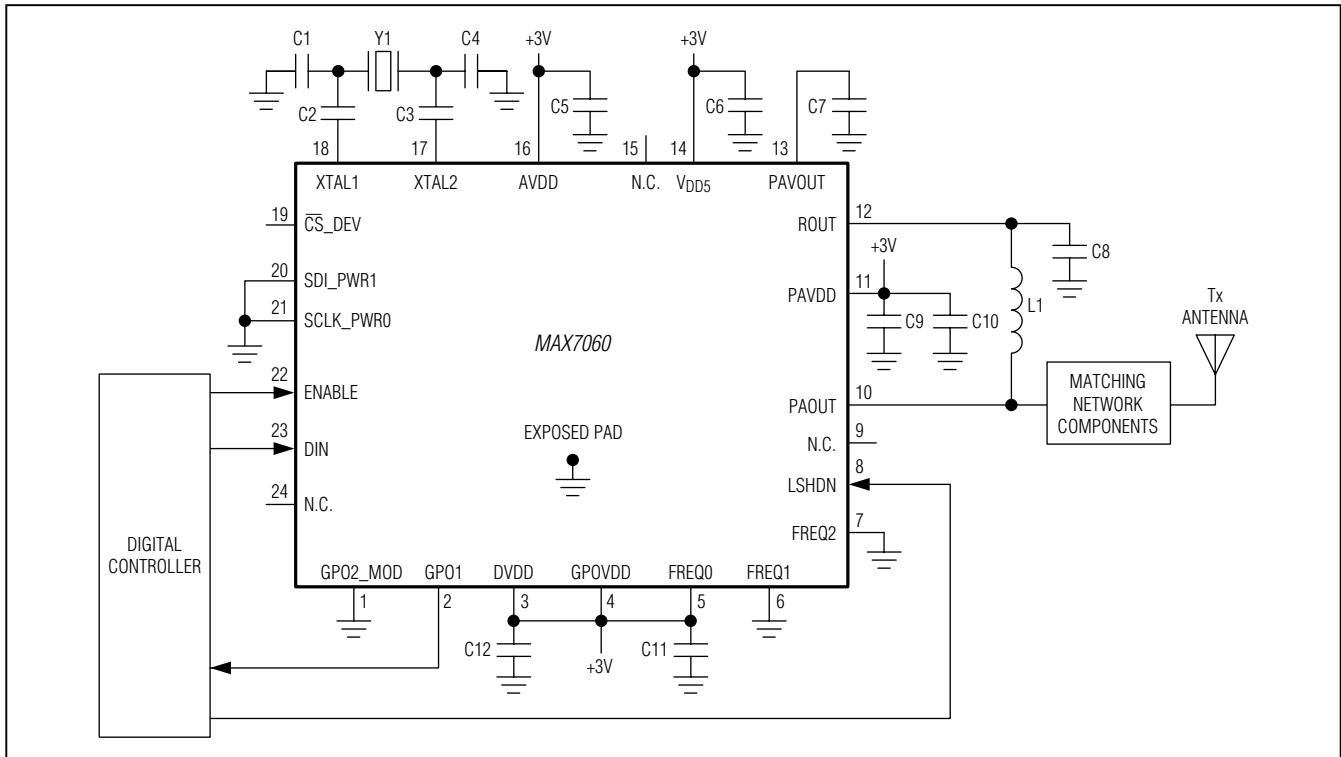 C1
Y1
C4
+3V
+3V
C2
C3
C5
C6
C7
18
17
16
15
14
13
XTAL1
XTAL2
AVDD
N.C.
VDD5
PAVOUT
19
CS_DEV
ROUT
12
C8
20
SDI_PWR1
+3V
PAVDD
11
21
SCLK_PWR0
C9
C10
L1
Tx
ANTENNA
MAX7060
22
ENABLE
PAOUT
10
MATCHING
NETWORK
COMPONENTS
23
DIN
EXPOSED PAD
N.C.
9
24
N.C.
LSHDN
8
FREQ2
7
DIGITAL
CONTROLLER
GPO2_MOD
GPO1
DVDD
GPOVDD
FREQ0
FREQ1
1
2
3
4
5
6
C12
+3V
C11